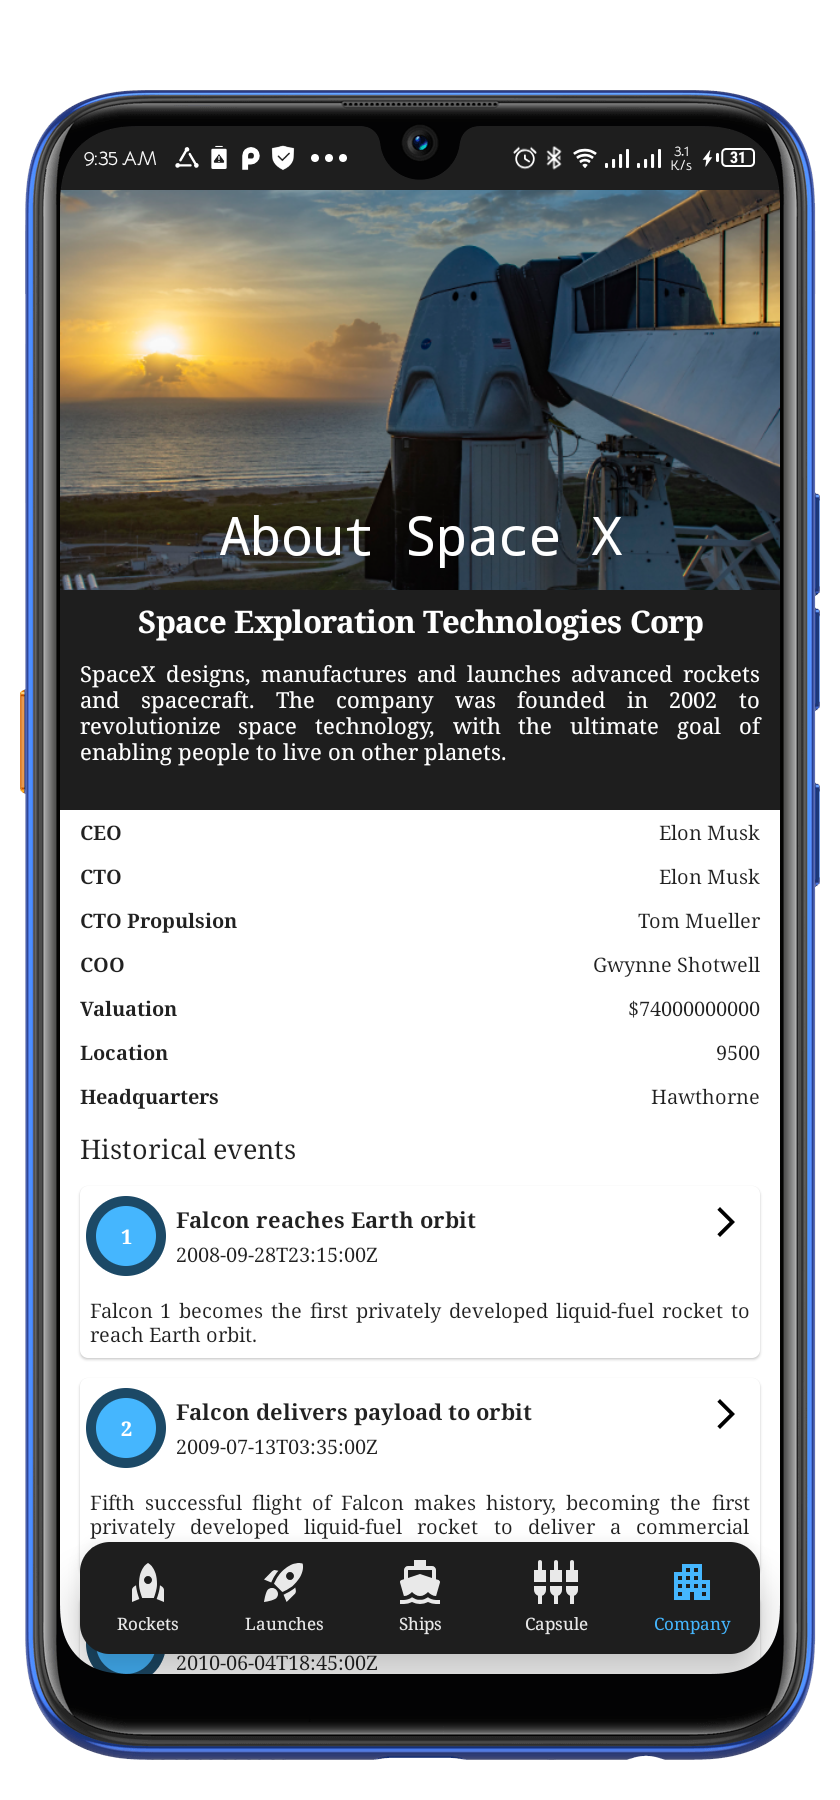 9:35 AM
3.1
K/s
31
About Space X
Space Exploration Technologies Corp
SpaceX designs, manufactures and launches advanced rockets
and spacecraft. The company was founded in 2002 to
revolutionize space technology, with the ultimate goal of
enabling people to live on other planets.
CEO Elon Musk
CTO Elon Musk
CTO Propulsion Tom Mueller
COO Gwynne Shotwell
Valuation $74000000000
Location 9500
Headquarters Hawthorne
Historical events
1 Falcon reaches Earth orbit
2008-09-28T23:15:00Z
Falcon 1 becomes the first privately developed liquid-fuel rocket to
reach Earth orbit.
2 Falcon delivers payload to orbit
2009-07-13T03:35:00Z
Fifth successful flight of Falcon makes history, becoming the first
privately developed liquid-fuel rocket to deliver a commercial
Rockets Launches Ships Capsule Company
2010-06-04T18:45:00Z